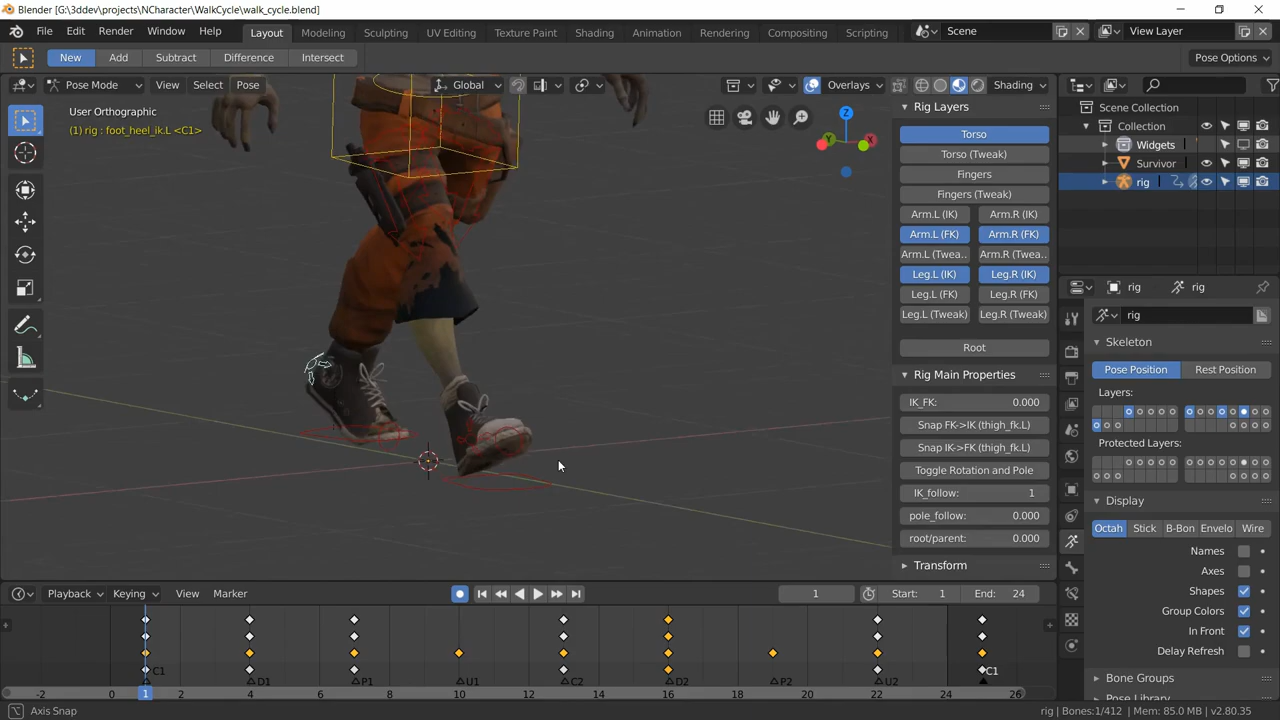 Blender [G:\3ddev\projects\NCharacter\WalkCycle\walk_cycle.blend]
File Edit Render Window Help Layout Modeling Sculpting UV Editing Texture Paint Shading Animation Rendering Compositing Scripting Scene View Layer
New Add Subtract Difference Intersect Pose Options
Pose Mode View Select Pose Global Overlays Shading
User Orthographic
(1) rig : foot_heel_ik.L <C1>
Z
Y
X
Rig Layers
Torso
Torso (Tweak)
Fingers
Fingers (Tweak)
Arm.L (IK) Arm.R (IK)
Arm.L (FK) Arm.R (FK)
Arm.L (Twea.. Arm.R (Twea..
Leg.L (IK) Leg.R (IK)
Leg.L (FK) Leg.R (FK)
Leg.L (Tweak) Leg.R (Tweak)
Root
Rig Main Properties
IK_FK: 0.000
Snap FK->IK (thigh_fk.L)
Snap IK->FK (thigh_fk.L)
Toggle Rotation and Pole
IK_follow: 1
pole_follow: 0.000
root/parent: 0.000
Transform
Scene Collection
Collection
Widgets
Survivor
rig
rig rig
rig
Skeleton
Pose Position Rest Position
Layers:
Protected Layers:
Display
Octah Stick B-Bon Envelo Wire
Names
Axes
Shapes
Group Colors
In Front
Delay Refresh
Bone Groups
Pose Library
Playback Keying View Marker 1 Start: 1 End: 24
C1 D1 P1 U1 C2 D2 P2 U2 C1
-2 0 1 2 4 6 8 10 12 14 16 18 20 22 24 26
Axis Snap rig | Bones:1/412 | Mem: 85.0 MB | v2.80.35